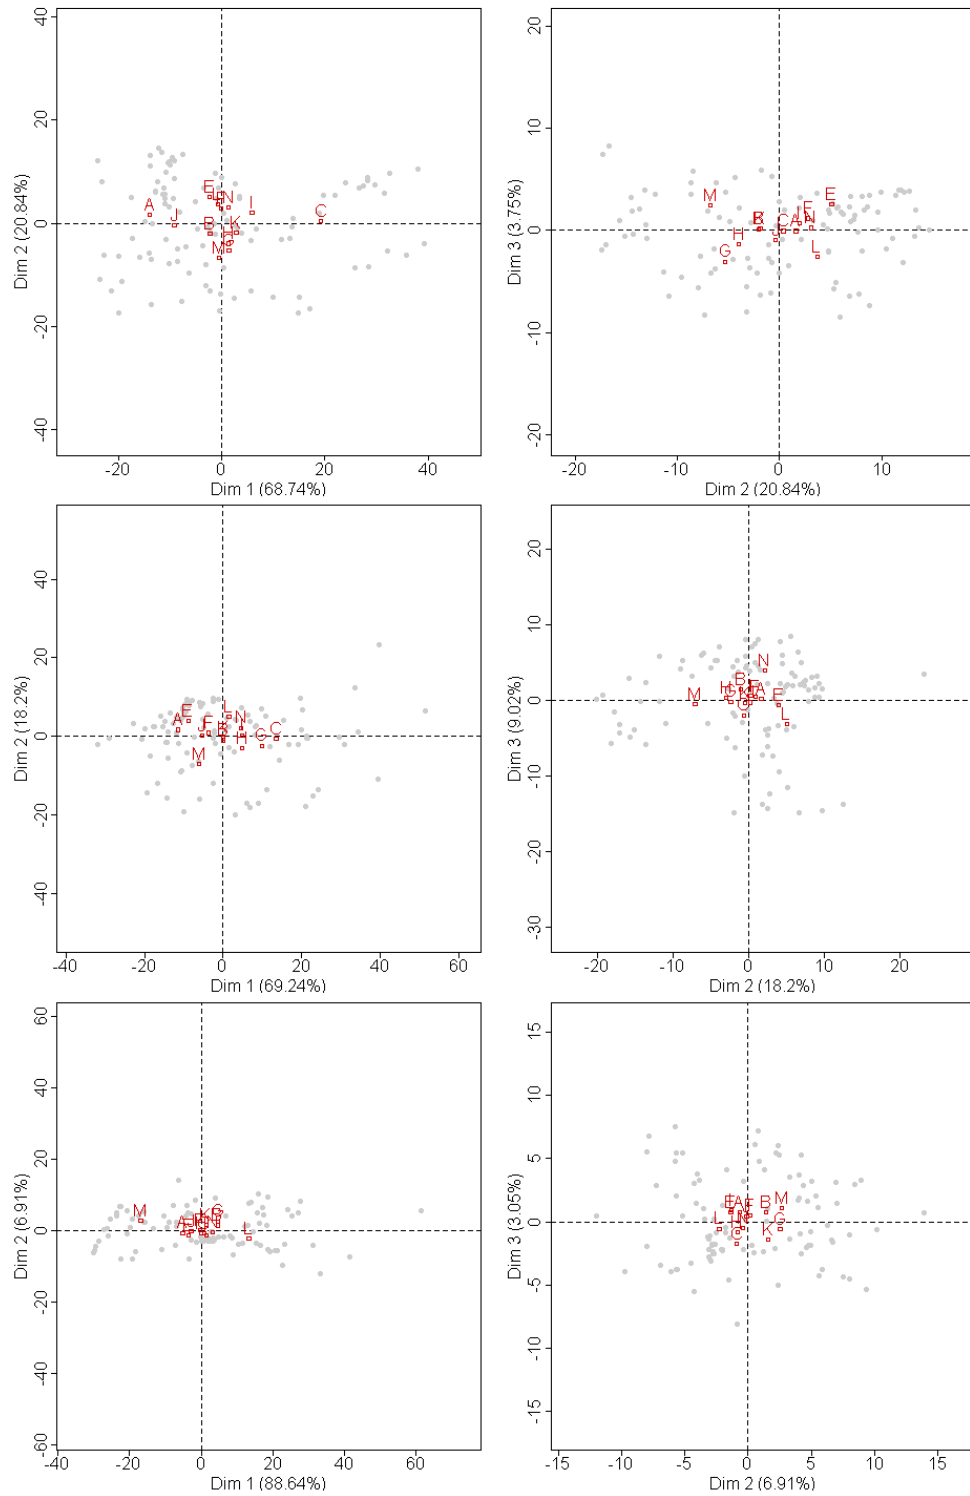 40
20
0
-20
-40
Dim 2 (20.84%)
A
J
E
N
I
B
K
M
C
-20
0
20
40
Dim 1 (68.74%)
20
10
0
-10
-20
Dim 3 (3.75%)
M
B
H
G
C
A
E
N
E
L
-20
-10
0
10
Dim 2 (20.84%)
40
20
0
-20
-40
Dim 2 (18.2%)
A
E
J
F
L
N
H
G
C
M
-40
-20
0
20
40
60
Dim 1 (69.24%)
20
10
0
-10
-20
-30
Dim 3 (9.02%)
M
H
G
B
K
N
A
E
L
-20
-10
0
10
20
Dim 2 (18.2%)
60
40
20
0
-20
-40
-60
Dim 2 (6.91%)
M
A
K
G
L
-40
-20
0
20
40
60
Dim 1 (88.64%)
15
10
5
0
-5
-10
-15
Dim 3 (3.05%)
E
A
F
B
M
L
N
G
C
K
-15
-10
-5
0
5
10
15
Dim 2 (6.91%)